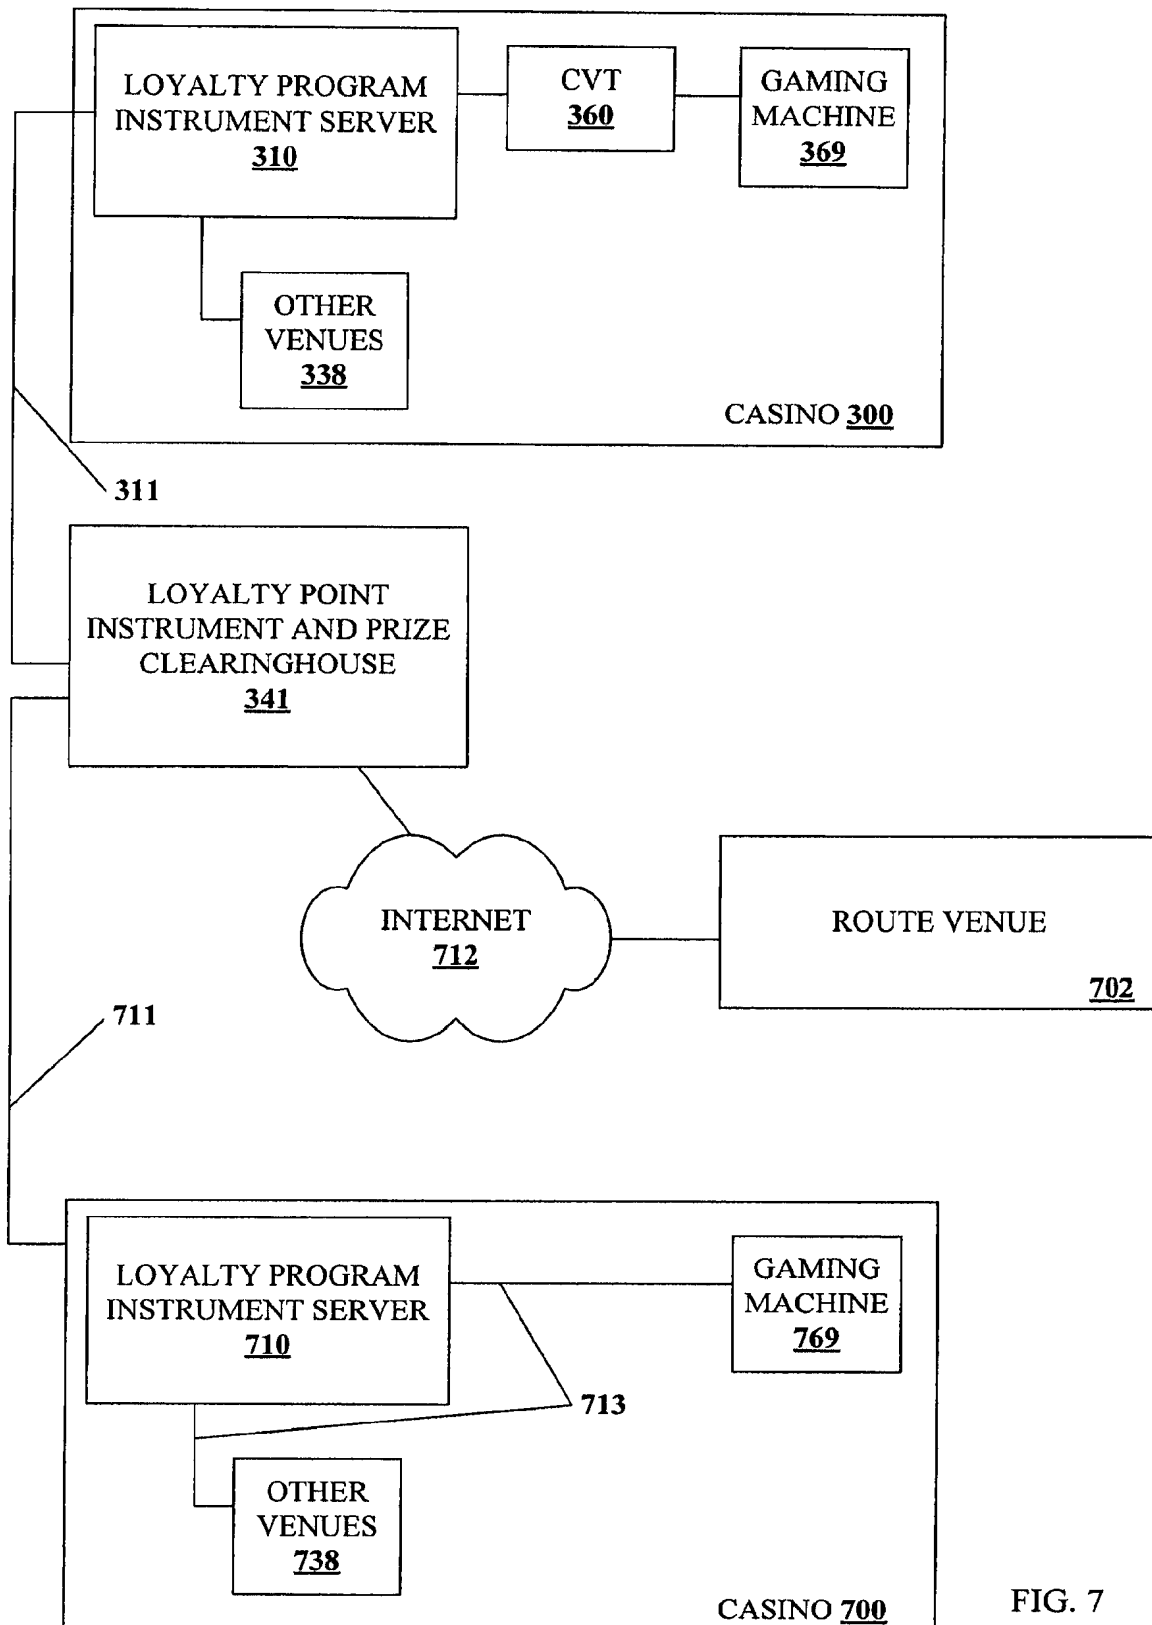 LOYALTY PROGRAM
INSTRUMENT SERVER
310
CVT
360
GAMING
MACHINE
369
OTHER
VENUES
338
CASINO 300
311
LOYALTY POINT
INSTRUMENT AND PRIZE
CLEARINGHOUSE
341
INTERNET
712
ROUTE VENUE
702
711
LOYALTY PROGRAM
INSTRUMENT SERVER
710
GAMING
MACHINE
769
713
OTHER
VENUES
738
CASINO 700
FIG. 7